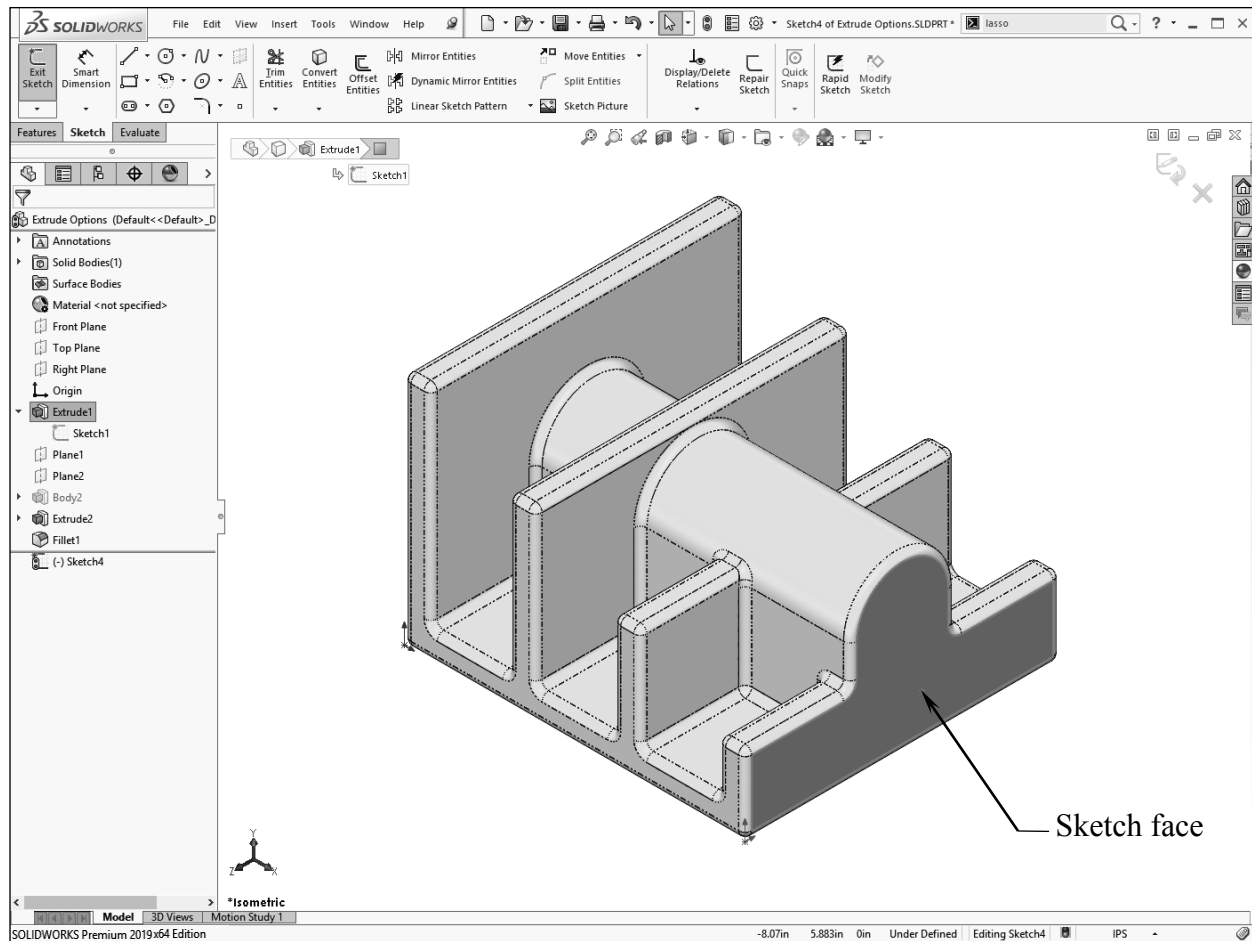 SOLIDWORKS File Edit View Insert Tools Window Help Sketch4 of Extrude Options.SLDPRT * lasso ?
Exit Sketch
Smart Dimension
Trim Entities
Convert Entities
Offset Entities
Mirror Entities
Dynamic Mirror Entities
Linear Sketch Pattern
Move Entities
Split Entities
Sketch Picture
Display/Delete Relations
Repair Sketch
Quick Snaps
Rapid Sketch
Modify Sketch
Features Sketch Evaluate
Extrude1
Sketch1
Extrude Options (Default<<Default>_D
Annotations
Solid Bodies(1)
Surface Bodies
Material <not specified>
Front Plane
Top Plane
Right Plane
Origin
Extrude1
Sketch1
Plane1
Plane2
Body2
Extrude2
Fillet1
(-) Sketch4
Sketch face
Y
Z X
*Isometric
Model 3D Views Motion Study 1
SOLIDWORKS Premium 2019 x64 Edition -8.07in 5.883in 0in Under Defined Editing Sketch4 IPS